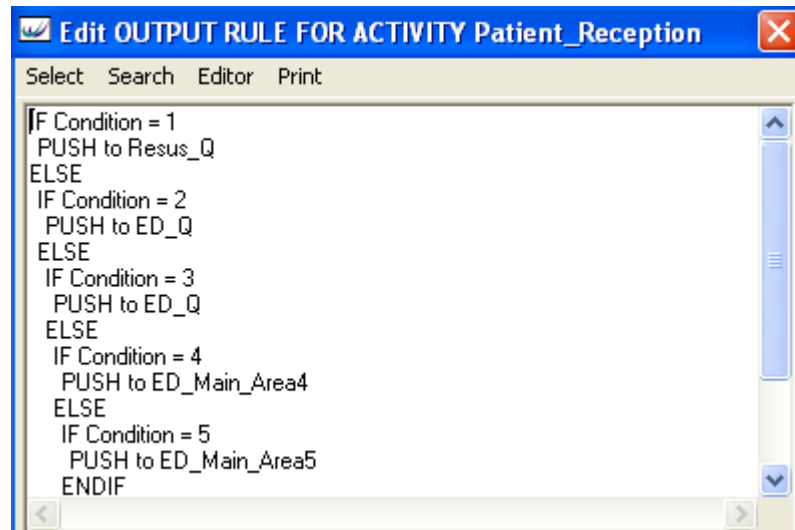 Edit OUTPUT RULE FOR ACTIVITY Patient_Reception
Select Search Editor Print
IF Condition = 1
PUSH to Resus_Q
ELSE
IF Condition = 2
PUSH to ED_Q
ELSE
IF Condition = 3
PUSH to ED_Q
ELSE
IF Condition = 4
PUSH to ED_Main_Area4
ELSE
IF Condition = 5
PUSH to ED_Main_Area5
ENDIF